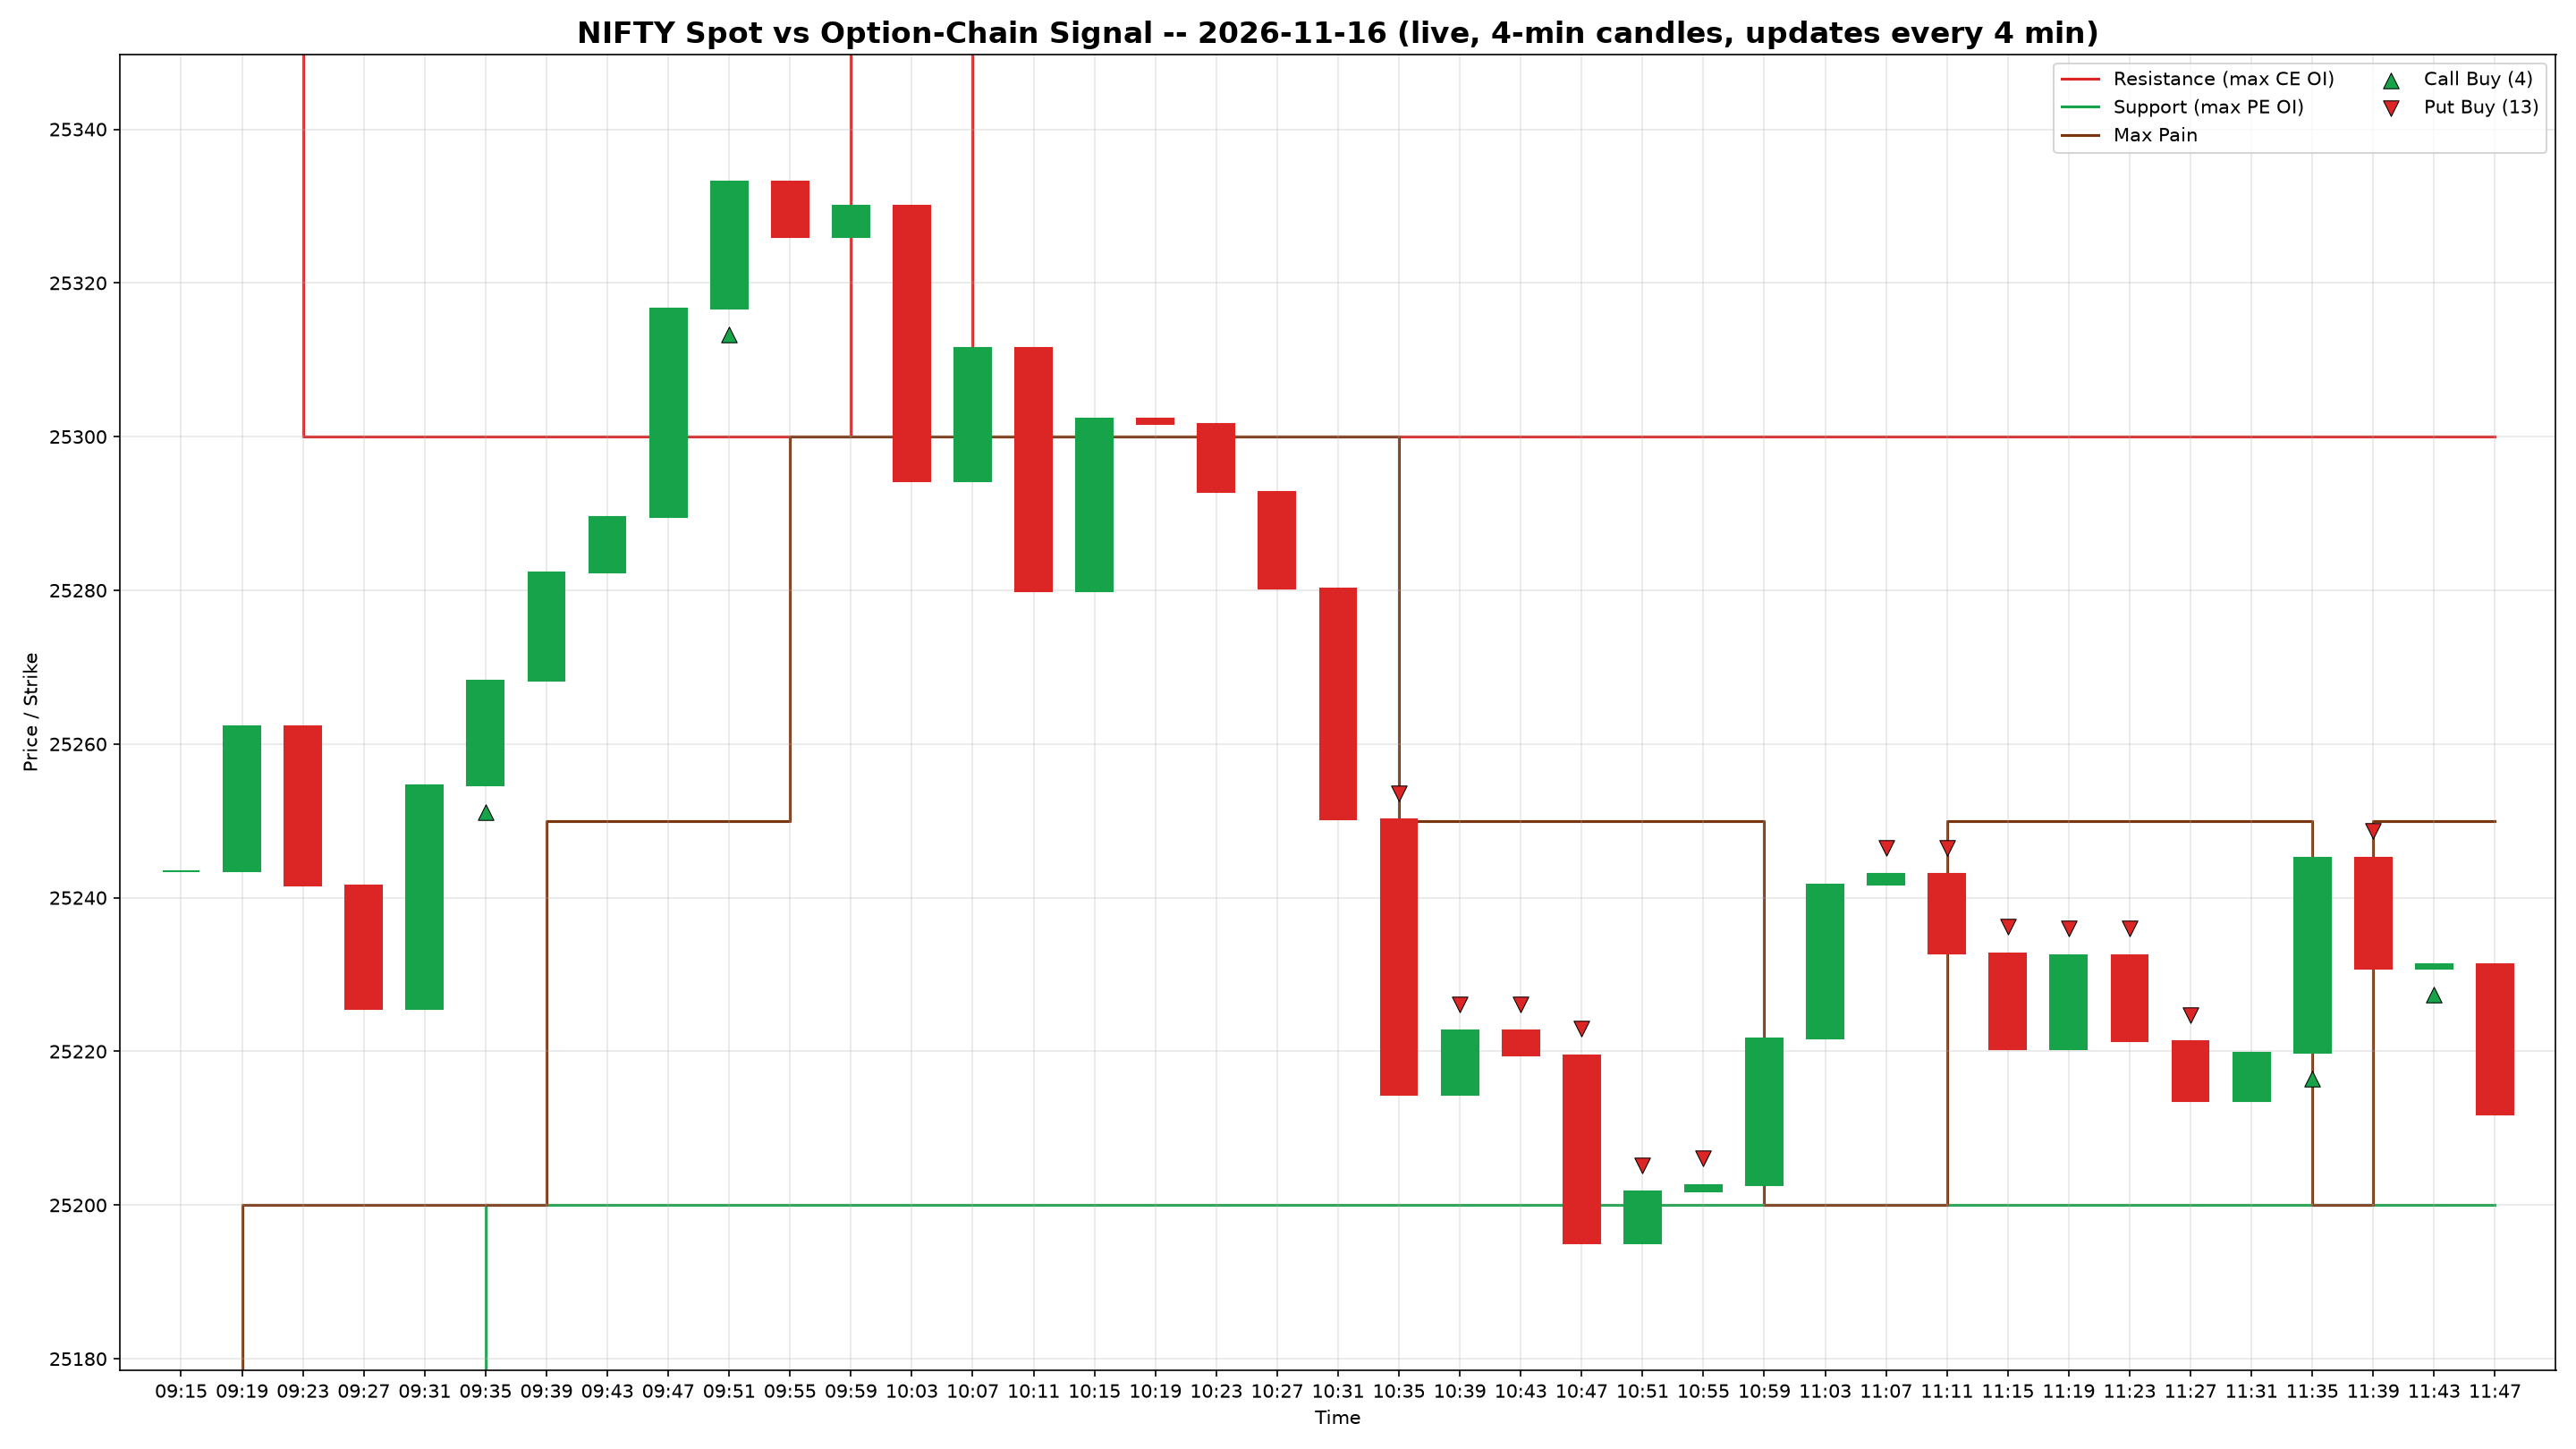 NIFTY Spot vs Option-Chain Signal -- 2026-11-16 (live, 4-min candles, updates every 4 min)
Resistance (max CE OI)
Support (max PE OI)
Max Pain
Call Buy (4)
Put Buy (13)
Price / Strike
25340
25320
25300
25280
25260
25240
25220
25200
25180
09:15 09:19 09:23 09:27 09:31 09:35 09:39 09:43 09:47 09:51 09:55 09:59 10:03 10:07 10:11 10:15 10:19 10:23 10:27 10:31 10:35 10:39 10:43 10:47 10:51 10:55 10:59 11:03 11:07 11:11 11:15 11:19 11:23 11:27 11:31 11:35 11:39 11:43 11:47
Time